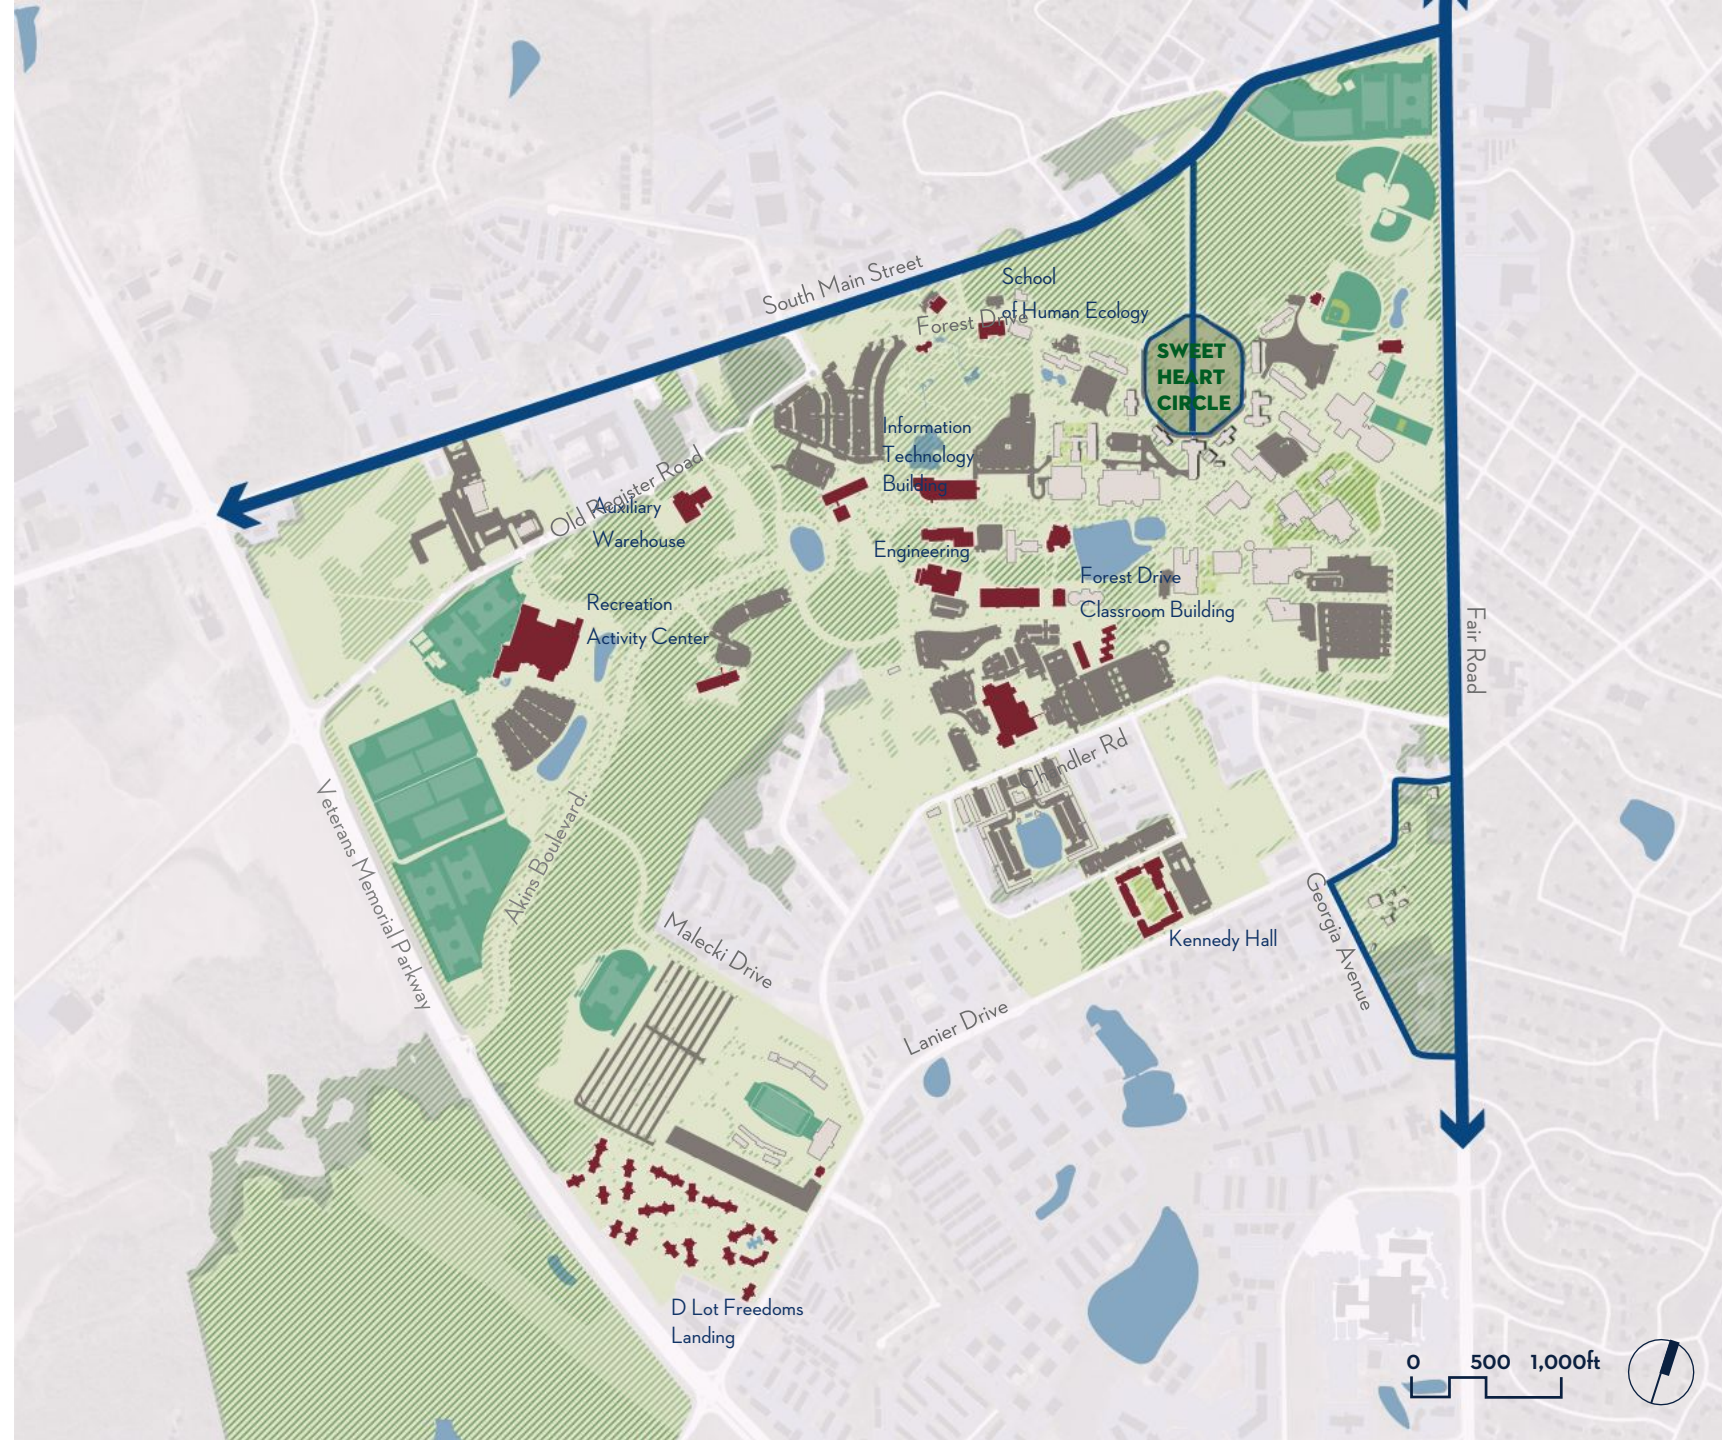 South Main Street
School
of Human Ecology
Forest Drive
SWEET
HEART
CIRCLE
Information
Technology
Building
Old Register Road
Auxiliary
Warehouse
Engineering
Forest Drive
Classroom Building
Recreation
Activity Center
Fair Road
Chandler Rd
Veterans Memorial Parkway
Akins Boulevard.
Georgia Avenue
Malecki Drive
Kennedy Hall
Lanier Drive
D Lot Freedoms
Landing
0 500 1,000ft